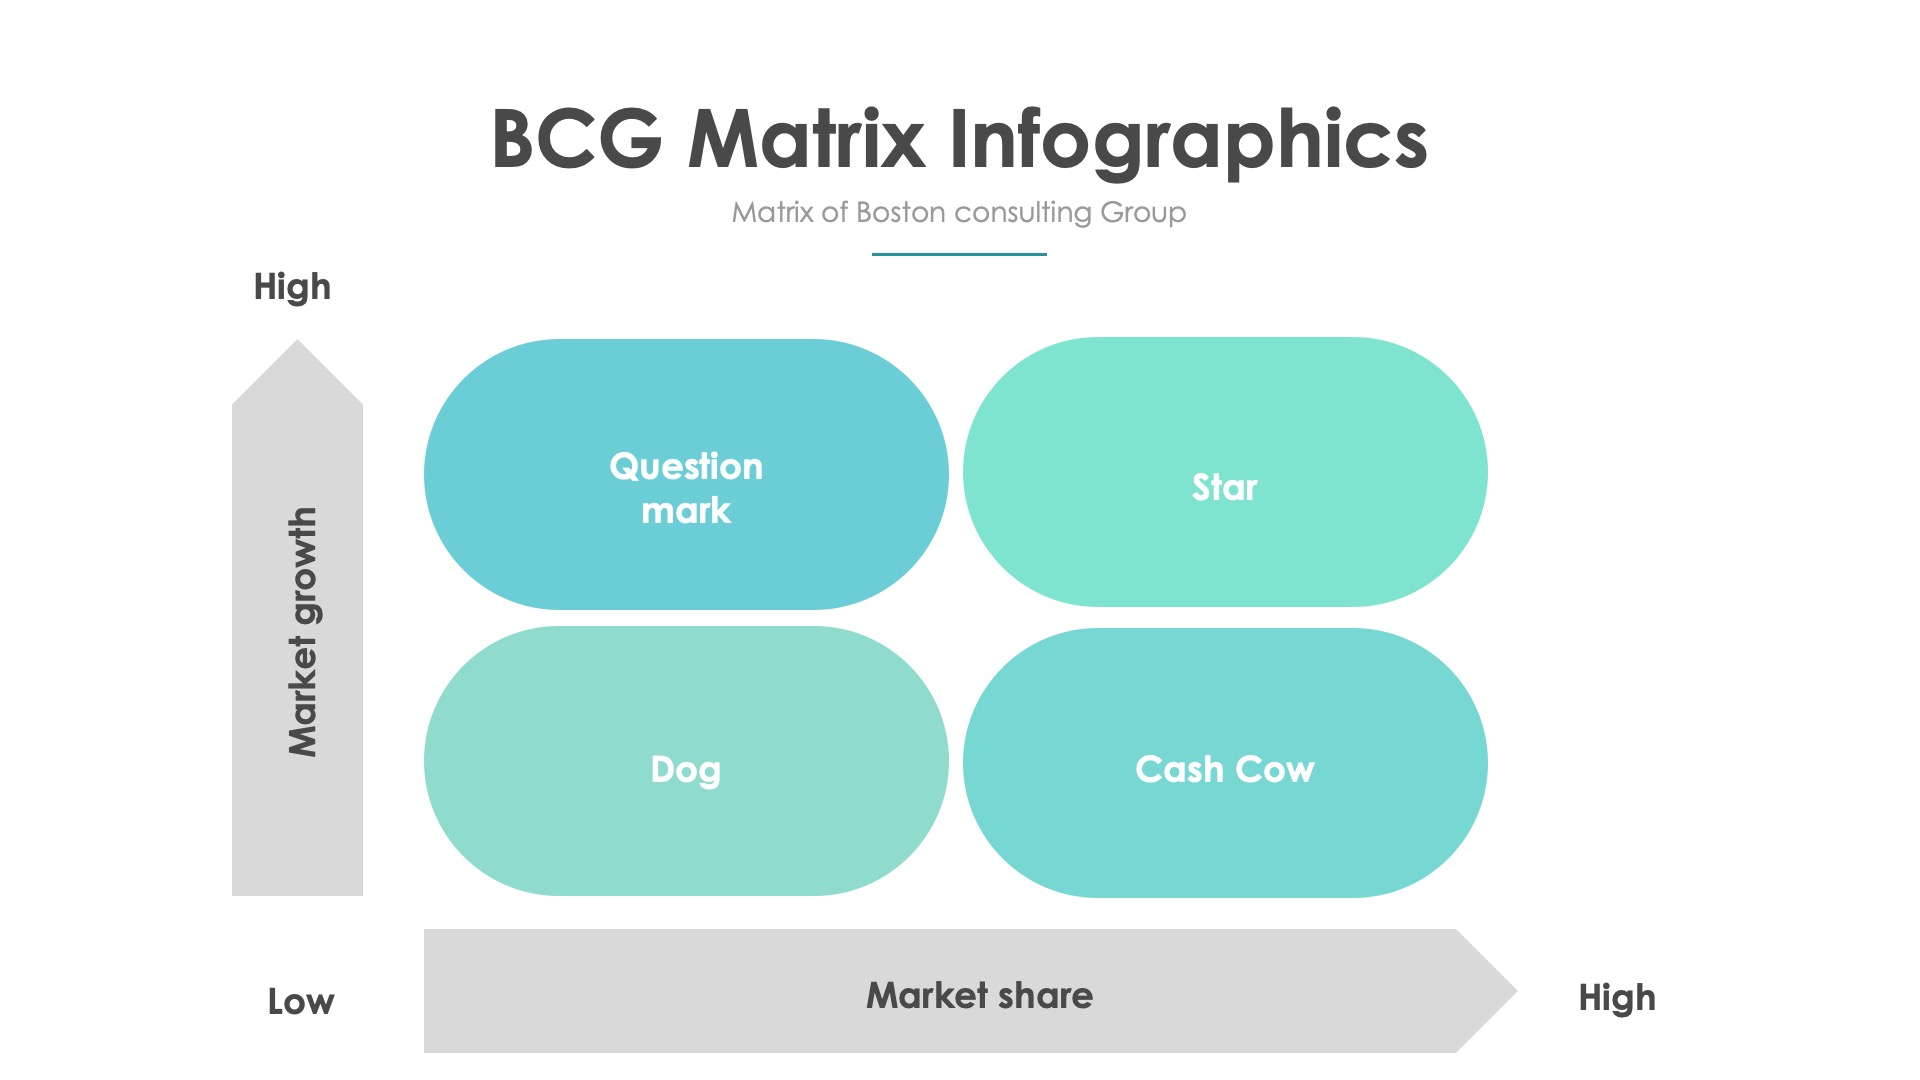 BCG Matrix Infographics
Matrix of Boston consulting Group
High
Market growth
Question
mark
Star
Dog
Cash Cow
Low
Market share
High